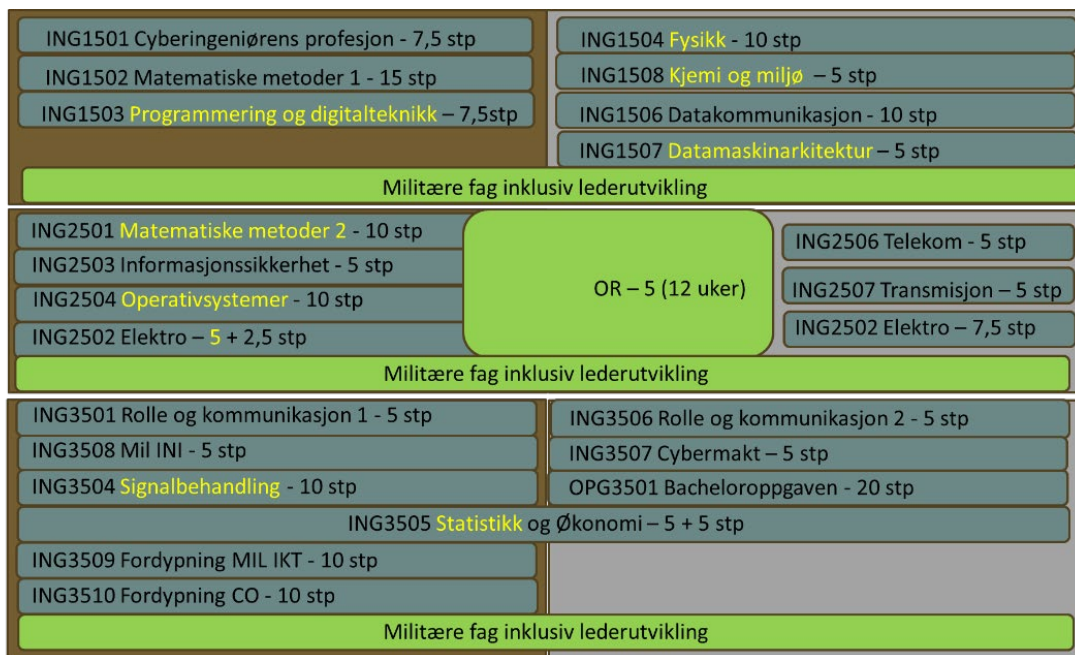 ING1501 Cyberingeniørens profesjon - 7,5 stp
ING1502 Matematiske metoder 1 - 15 stp
ING1503 Programmering og digitalteknikk – 7,5stp
ING1504 Fysikk - 10 stp
ING1508 Kjemi og miljø – 5 stp
ING1506 Datakommunikasjon - 10 stp
ING1507 Datamaskinarkitektur – 5 stp
Militære fag inklusiv lederutvikling
ING2501 Matematiske metoder 2 - 10 stp
ING2503 Informasjonssikkerhet - 5 stp
ING2504 Operativsystemer - 10 stp
ING2502 Elektro – 5 + 2,5 stp
OR – 5 (12 uker)
ING2506 Telekom - 5 stp
ING2507 Transmisjon – 5 stp
ING2502 Elektro – 7,5 stp
Militære fag inklusiv lederutvikling
ING3501 Rolle og kommunikasjon 1 - 5 stp
ING3508 Mil INI - 5 stp
ING3504 Signalbehandling - 10 stp
ING3506 Rolle og kommunikasjon 2 - 5 stp
ING3507 Cybermakt – 5 stp
OPG3501 Bacheloroppgaven - 20 stp
ING3505 Statistikk og Økonomi – 5 + 5 stp
ING3509 Fordypning MIL IKT - 10 stp
ING3510 Fordypning CO - 10 stp
Militære fag inklusiv lederutvikling